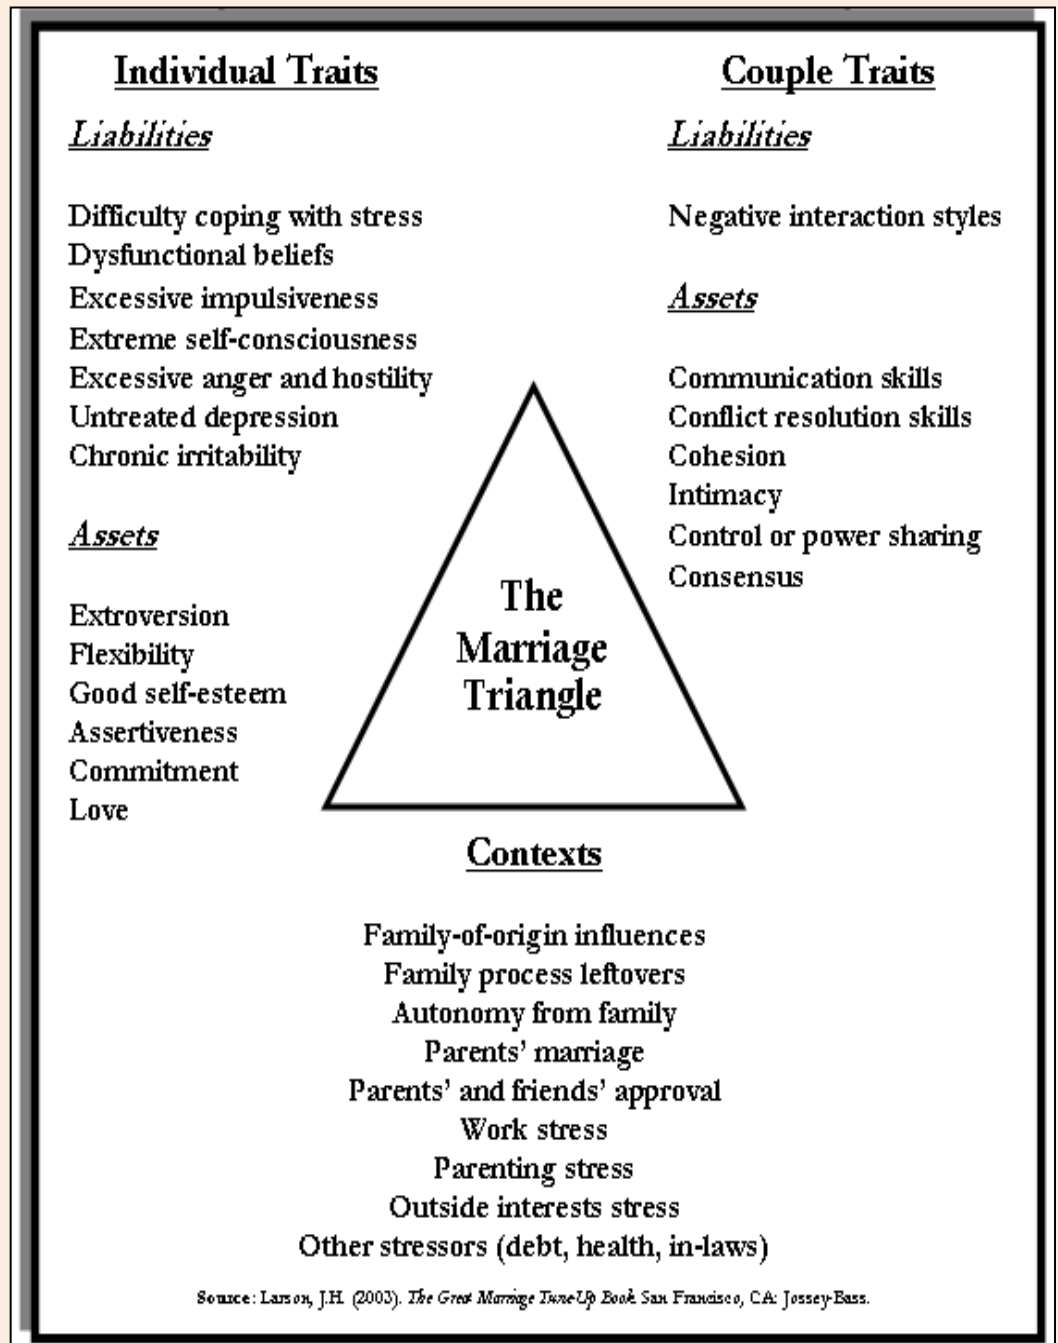 Individual Traits
Liabilities
Difficulty coping with stress
Dysfunctional beliefs
Excessive impulsiveness
Extreme self-consciousness
Excessive anger and hostility
Untreated depression
Chronic irritability
Assets
Extroversion
Flexibility
Good self-esteem
Assertiveness
Commitment
Love
Couple Traits
Liabilities
Negative interaction styles
Assets
Communication skills
Conflict resolution skills
Cohesion
Intimacy
Control or power sharing
Consensus
The
Marriage
Triangle
Contexts
Family-of-origin influences
Family process leftovers
Autonomy from family
Parents’ marriage
Parents’ and friends’ approval
Work stress
Parenting stress
Outside interests stress
Other stressors (debt, health, in-laws)
Source: Larson, J.H. (2003). The Great Marriage Tune-Up Book. San Francisco, CA: Jossey-Bass.